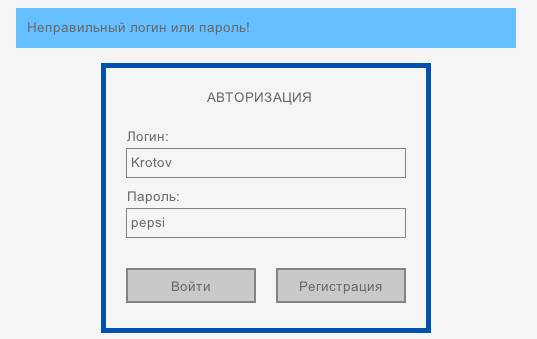 Неправильный логин или пароль!
АВТОРИЗАЦИЯ
Логин:
Krotov
Пароль:
pepsi
Войти
Регистрация